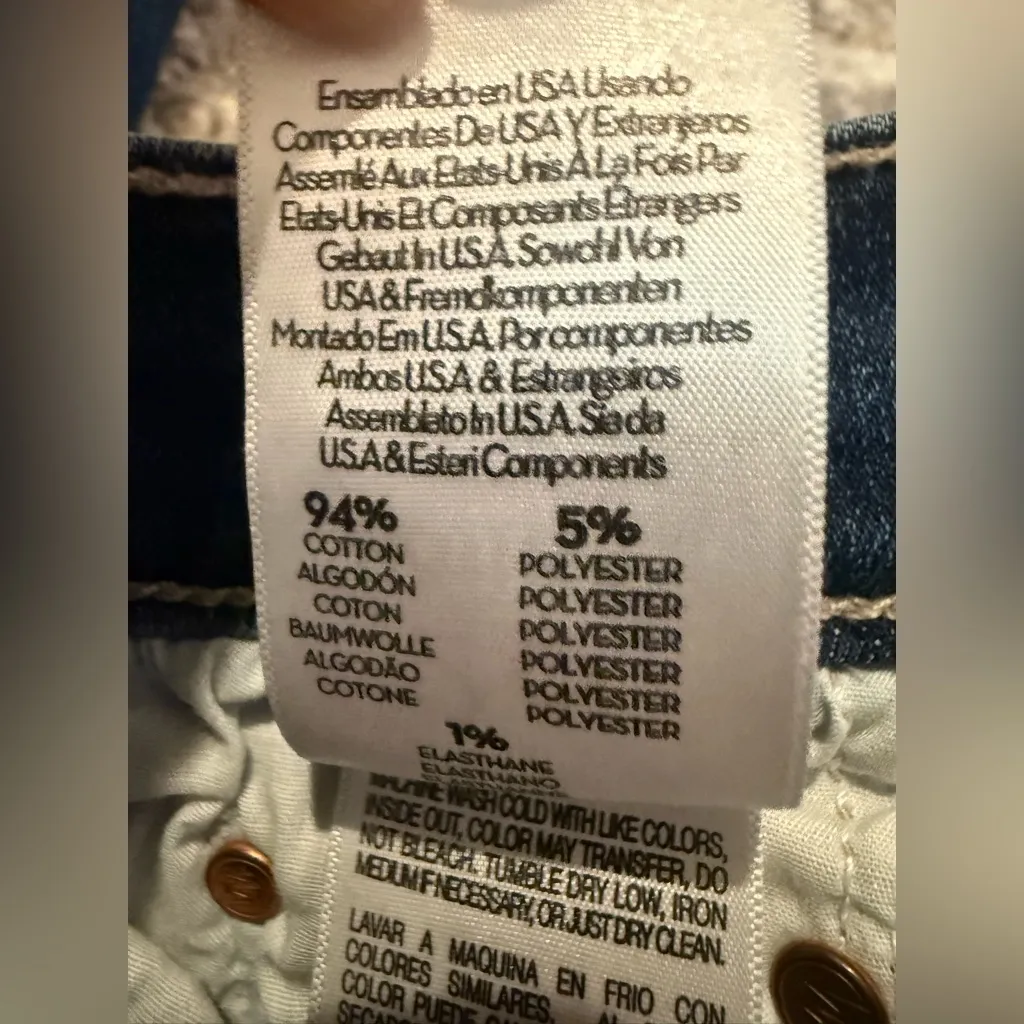 Ensamblado en USA Usando
Componentes De USA Y Extranjeros
Assemlé Aux Etats-Unis À La Fois Par
Etats-Unis Et Composants Étrangers
Gebaut In U.S.A. Sowohl Von
USA & Fremdkomponenten
Montado Em U.S.A. Por componentes
Ambos U.S.A & Estrangeiros
Assemblato In U.S.A. Sia da
U.S.A & Esteri Components
94%
COTTON
ALGODÓN
COTON
BAUMWOLLE
ALGODÃO
COTONE
5%
POLYESTER
POLYESTER
POLYESTER
POLYESTER
POLYESTER
POLYESTER
1%
ELASTHANE
ELASTHANO
MACHINE WASH COLD WITH LIKE COLORS,
INSIDE OUT, COLOR MAY TRANSFER, DO
NOT BLEACH. TUMBLE DRY LOW, IRON
MEDIUM IF NECESSARY, OR JUST DRY CLEAN.
LAVAR A MAQUINA EN FRIO CON
COLORES SIMILARES,
COLOR PUEDE